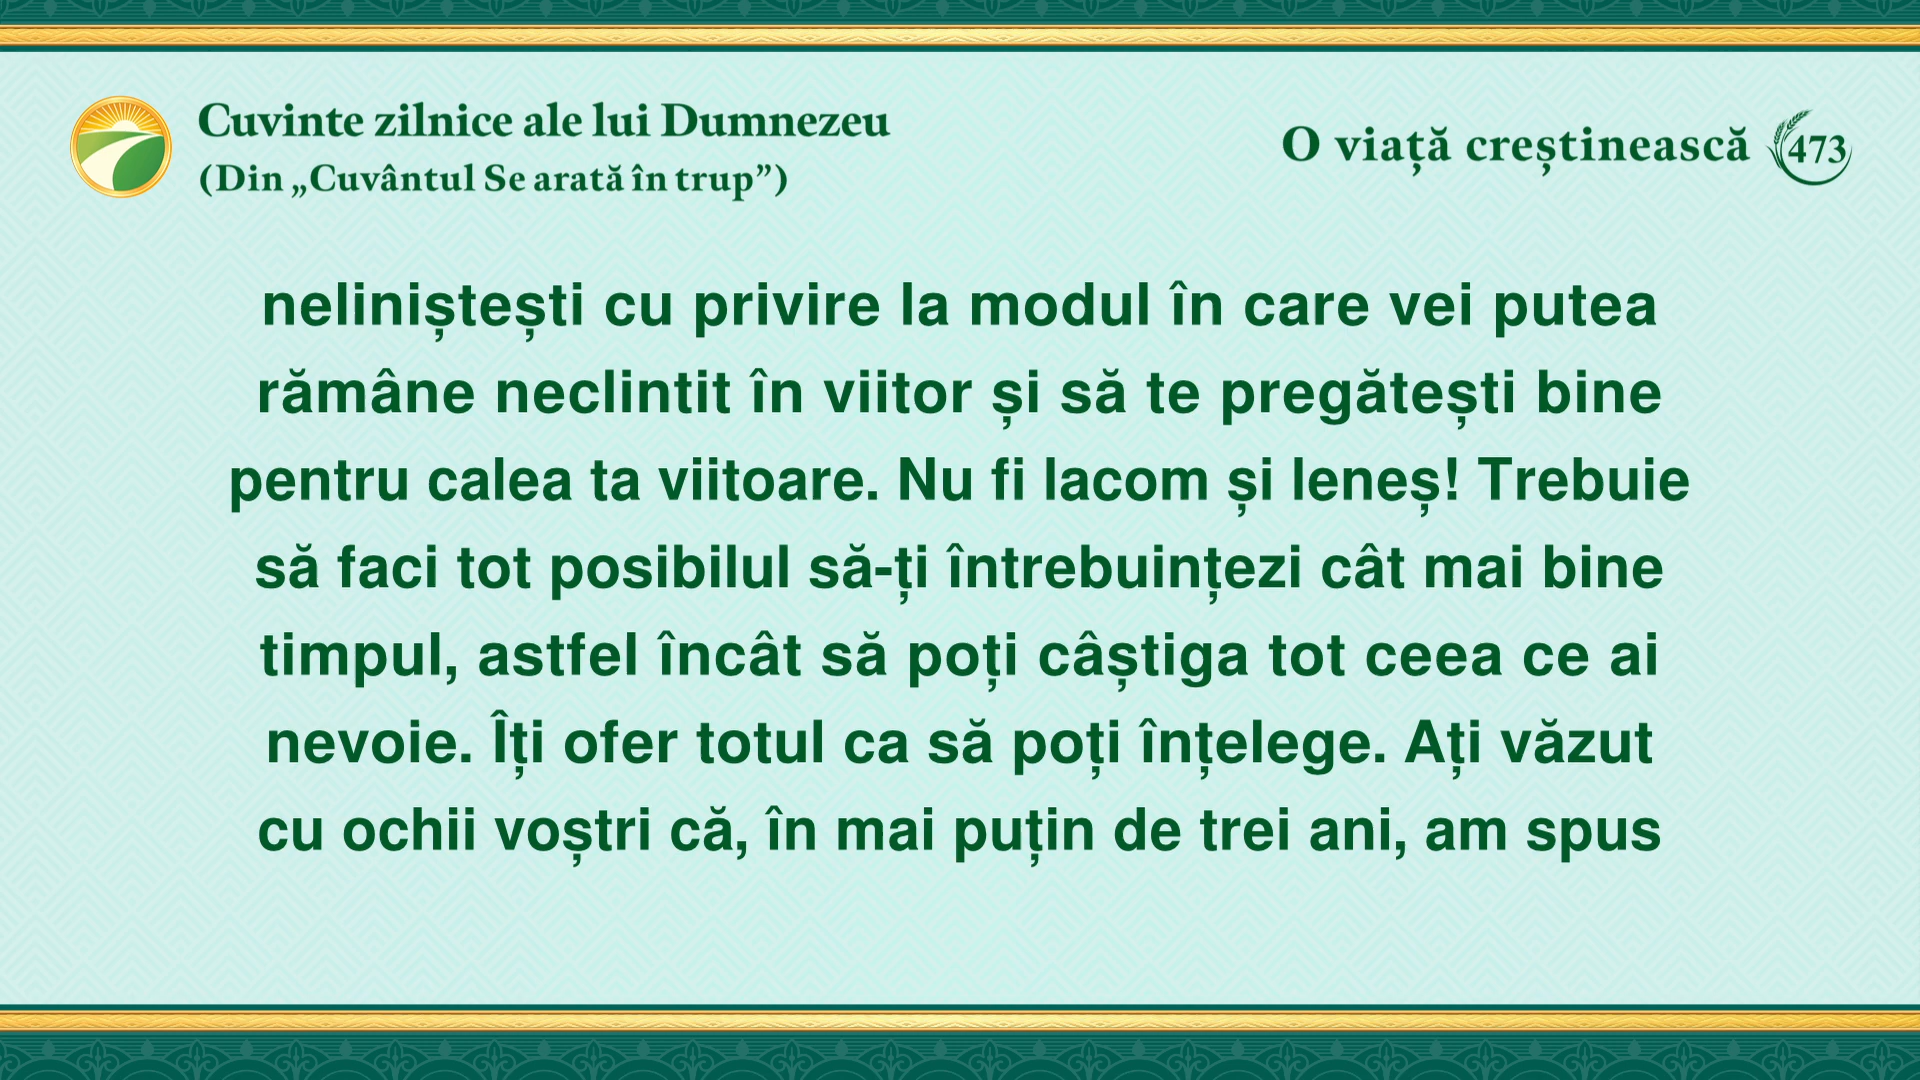 Cuvinte zilnice ale lui Dumnezeu
(Din „Cuvântul Se arată în trup”)
O viață creștinească 473
neliniștești cu privire la modul în care vei putea
rămâne neclintit în viitor și să te pregătești bine
pentru calea ta viitoare. Nu fi lacom și leneș! Trebuie
să faci tot posibilul să-ți întrebuințezi cât mai bine
timpul, astfel încât să poți câștiga tot ceea ce ai
nevoie. Îți ofer totul ca să poți înțelege. Ați văzut
cu ochii voștri că, în mai puțin de trei ani, am spus